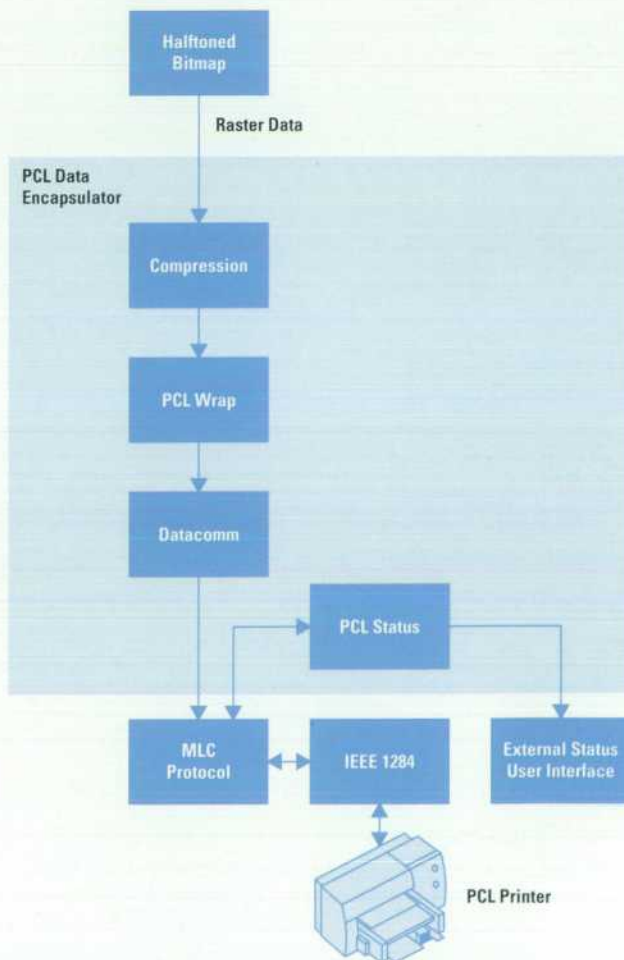 Halftoned
Bitmap
Raster Data
PCL Data
Encapsulator
Compression
PCL Wrap
Datacomm
PCL Status
MLC
Protocol
IEEE 1284
External Status
User Interface
PCL Printer